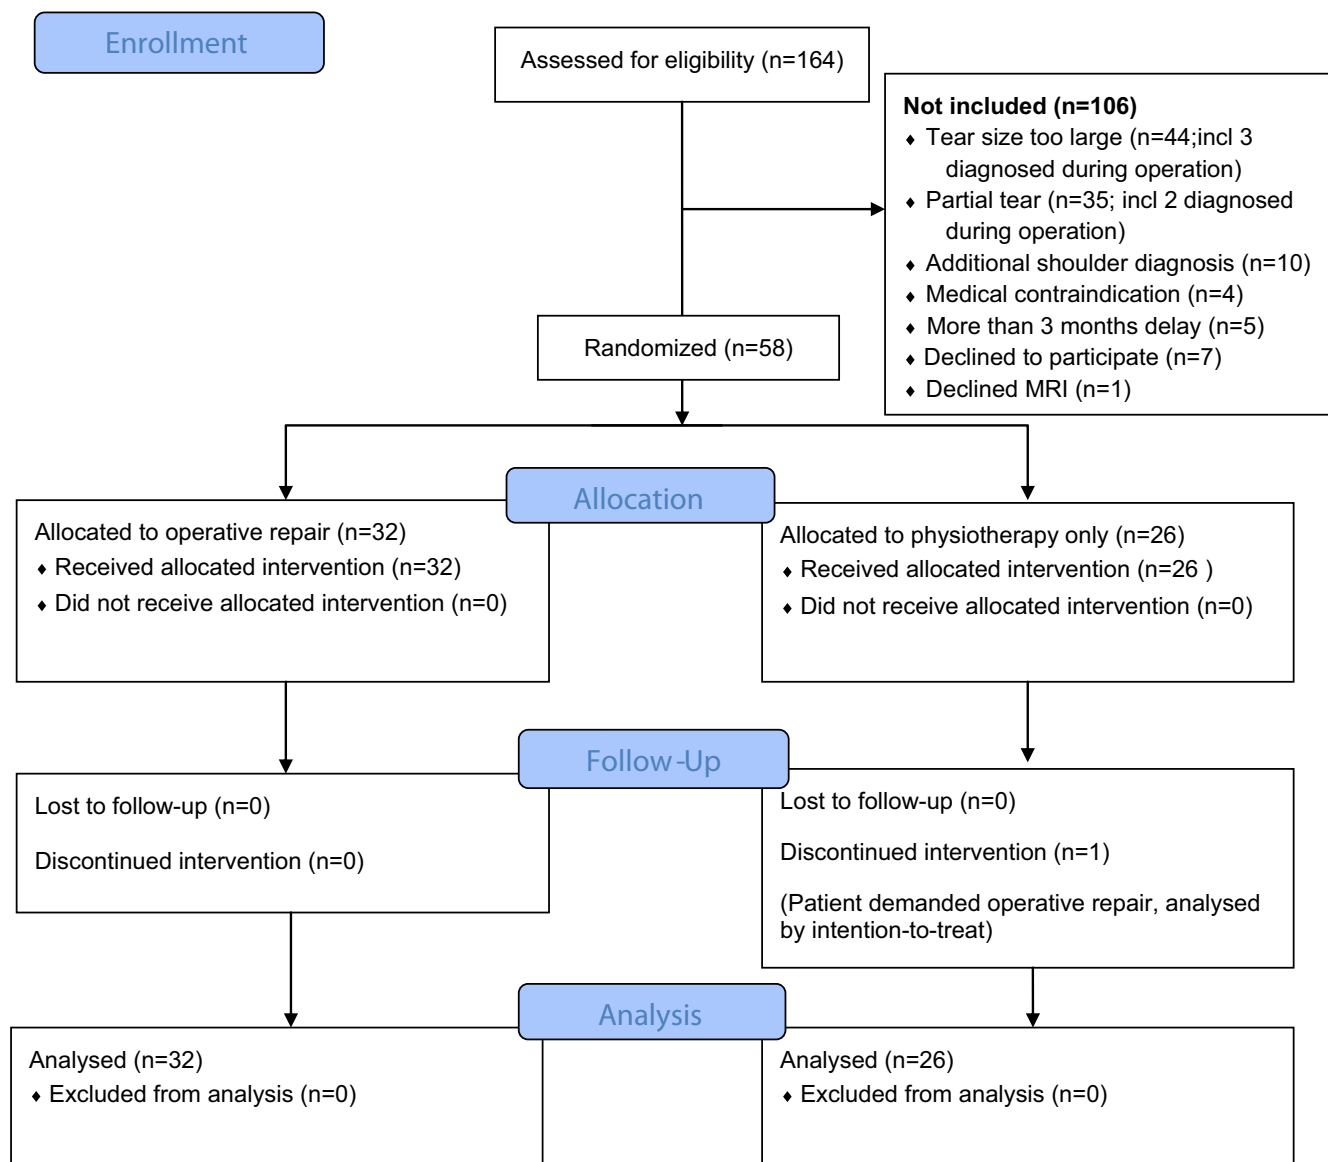 Enrollment
Assessed for eligibility (n=164)
Not included (n=106)
♦ Tear size too large (n=44;incl 3
diagnosed during operation)
♦ Partial tear (n=35; incl 2 diagnosed
during operation)
♦ Additional shoulder diagnosis (n=10)
♦ Medical contraindication (n=4)
♦ More than 3 months delay (n=5)
♦ Declined to participate (n=7)
♦ Declined MRI (n=1)
Randomized (n=58)
Allocation
Allocated to operative repair (n=32)
♦ Received allocated intervention (n=32)
♦ Did not receive allocated intervention (n=0)
Allocated to physiotherapy only (n=26)
♦ Received allocated intervention (n=26 )
♦ Did not receive allocated intervention (n=0)
Follow-Up
Lost to follow-up (n=0)
Discontinued intervention (n=0)
Lost to follow-up (n=0)
Discontinued intervention (n=1)
(Patient demanded operative repair, analysed
by intention-to-treat)
Analysis
Analysed (n=32)
♦ Excluded from analysis (n=0)
Analysed (n=26)
♦ Excluded from analysis (n=0)